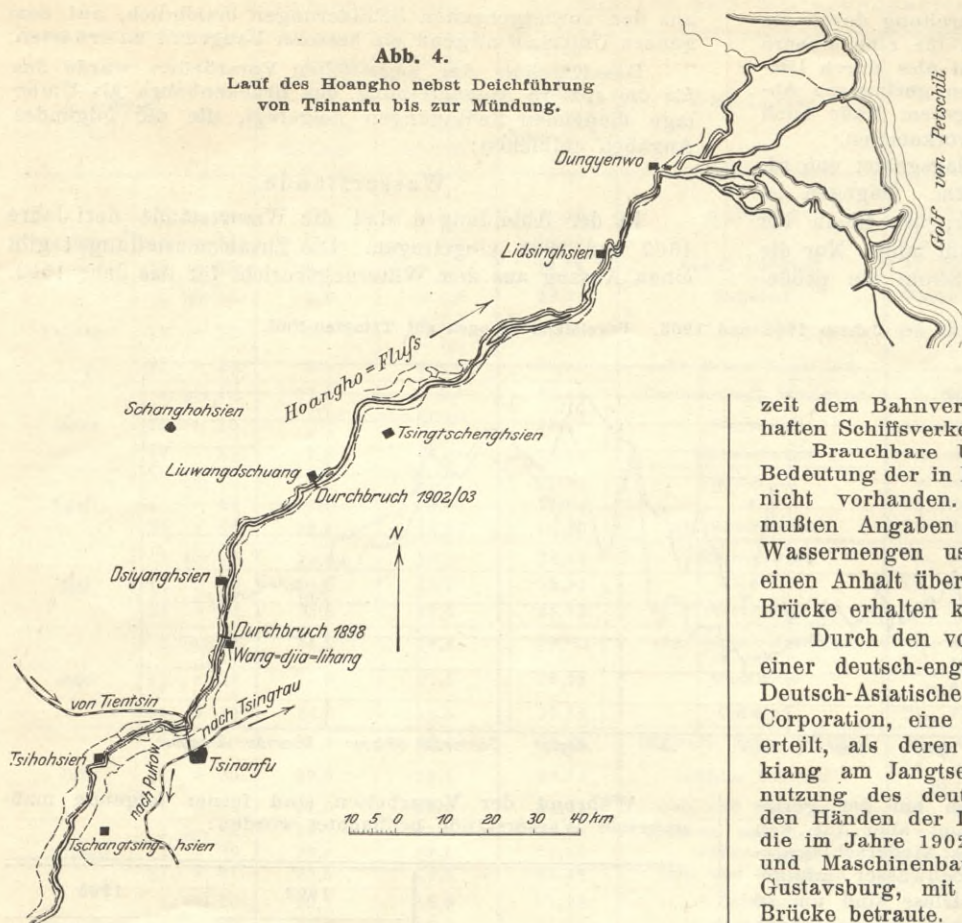 Abb. 4.
Lauf des Hoangho nebst Deichführung
von Tsinanfu bis zur Mündung.
Dungyenwo
Golf von Petschili
Lidsinghsien
Hoangho=Fluſs
Schanghohsien
Tsingtschenghsien
Liuwangdschuang
Durchbruch 1902/03
N
Dsiyanghsien
Durchbruch 1898
Wang=djia=lihang
von Tientsin
nach Tsingtau
Tsihohsien
Tsinanfu
nach Pukow
Tschangtsing=hsien
10 5 0 10 20 30 40 km
zeit dem Bahnver
haften Schiffsverke
Brauchbare U
Bedeutung der in
nicht vorhanden.
mußten Angaben
Wassermengen us
einen Anhalt über
Brücke erhalten k
Durch den vo
einer deutsch-eng
Deutsch-Asiatische
Corporation, eine
erteilt, als deren
kiang am Jangtse
nutzung des deut
den Händen der
die im Jahre 1902
und Maschinenba
Gustavsburg, mit
Brücke betraute.